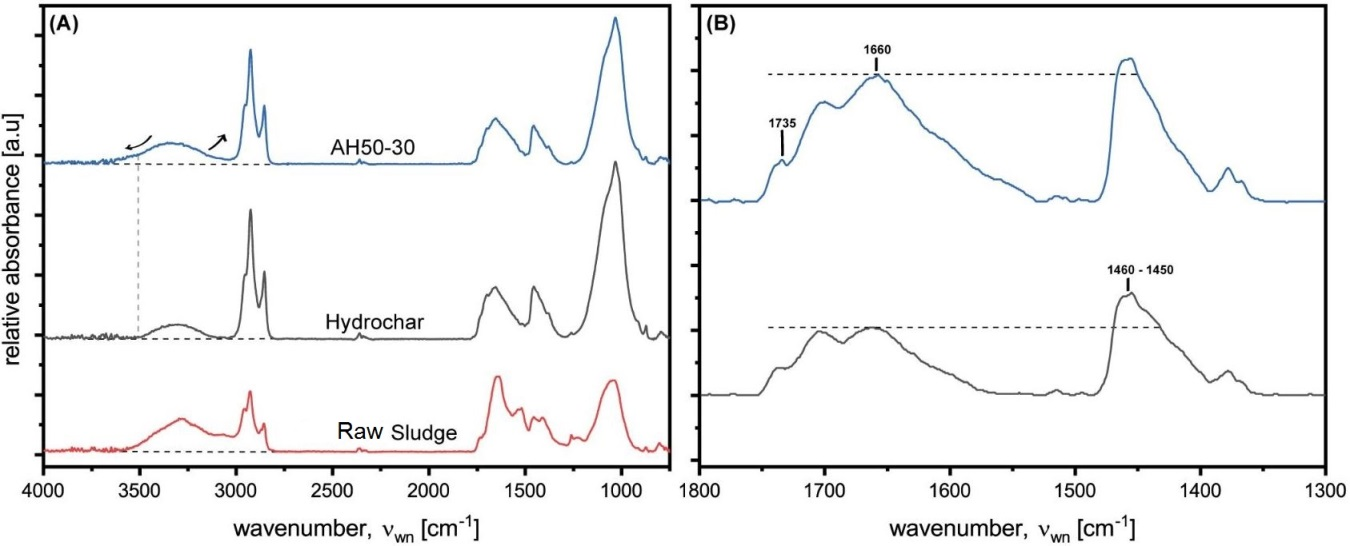 (A)
AH50-30
Hydrochar
Raw Sludge
relative absorbance [a.u]
4000 3500 3000 2500 2000 1500 1000
wavenumber, νwn [cm-1]
(B)
1660
1735
1460 - 1450
1800 1700 1600 1500 1400 1300
wavenumber, νwn [cm-1]